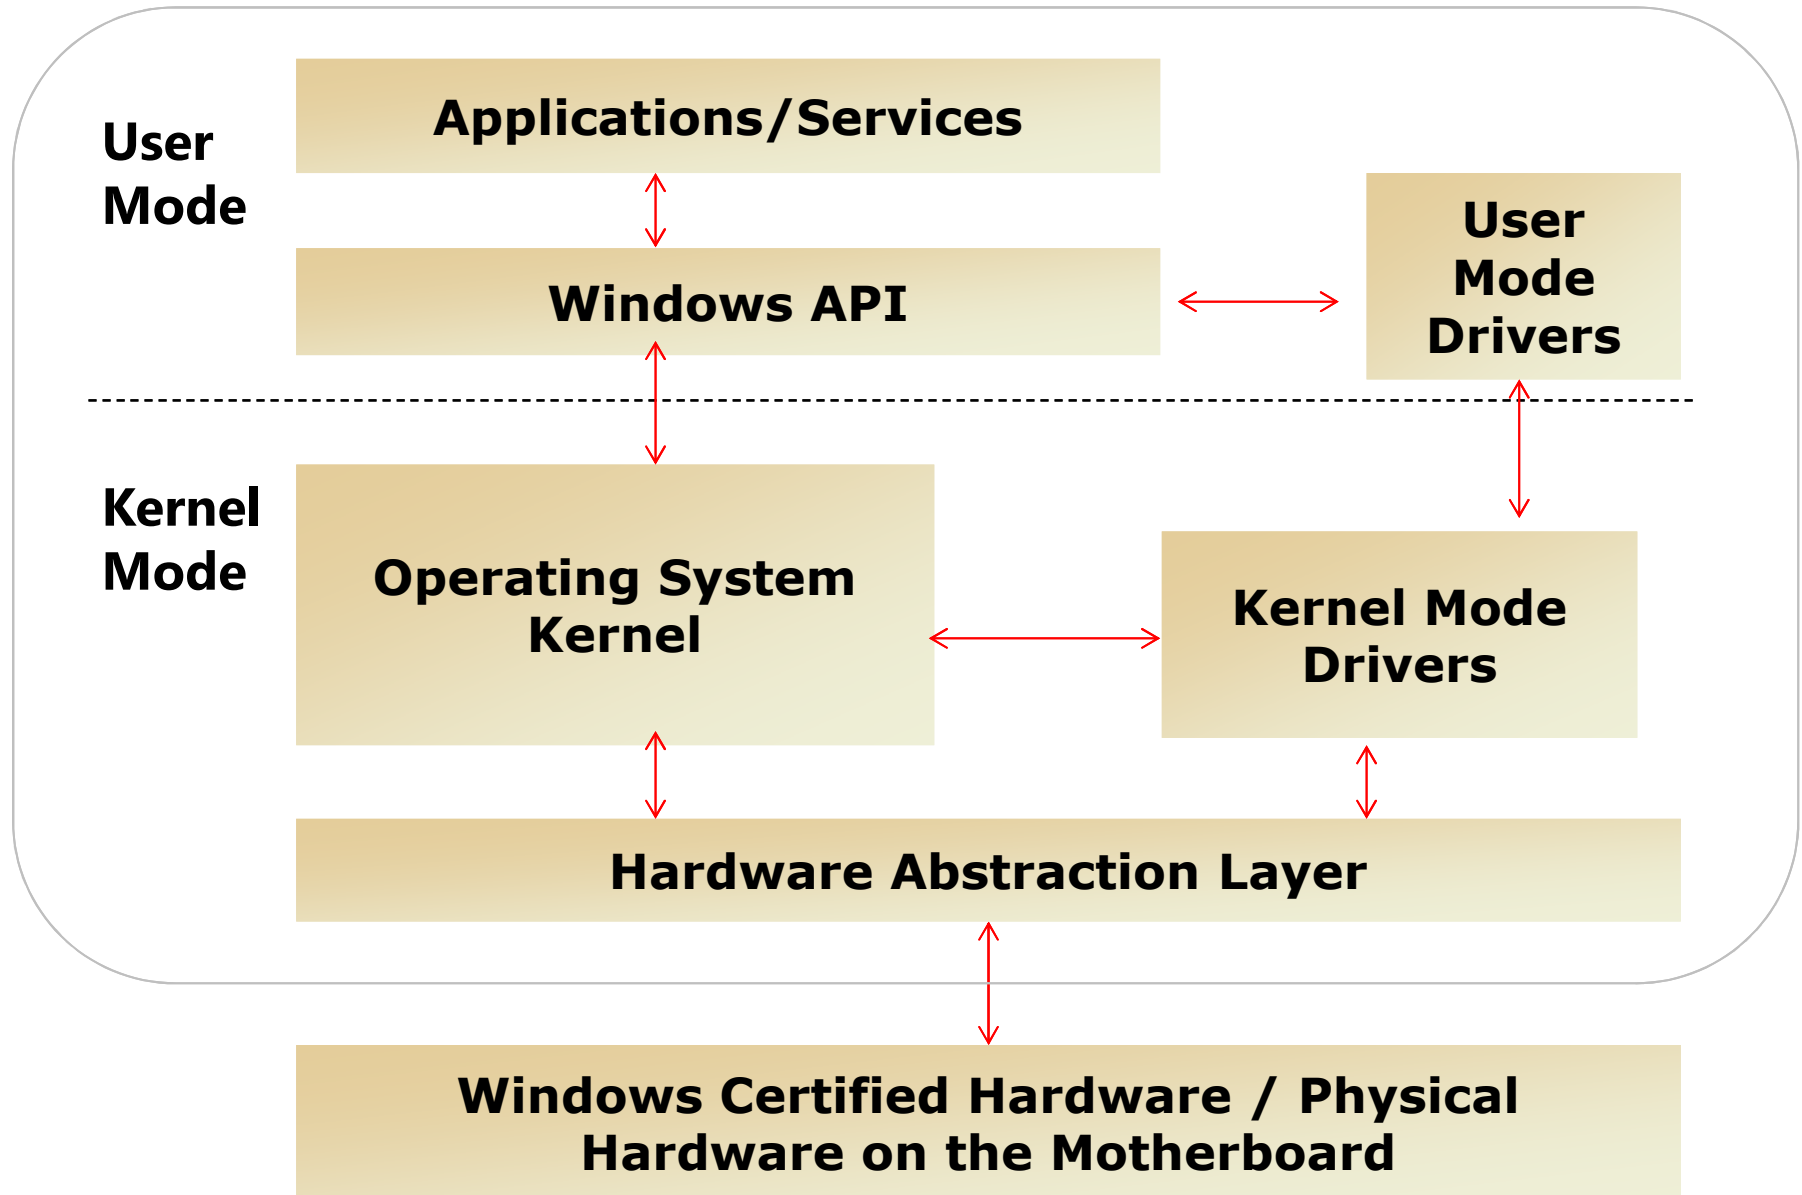 Applications/Services
User
Mode
User
Mode
Drivers
Windows API
Kernel
Mode
Operating System
Kernel
Kernel Mode
Drivers
Hardware Abstraction Layer
Windows Certified Hardware / Physical
Hardware on the Motherboard